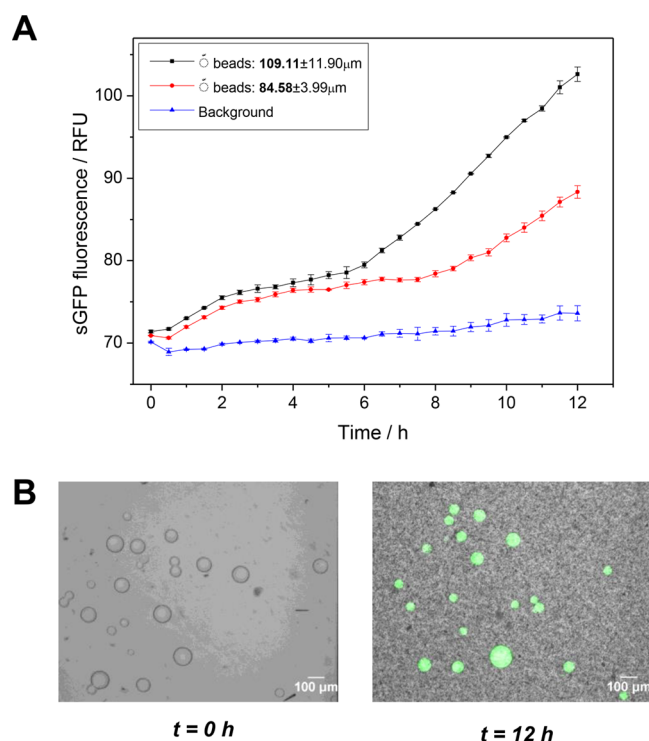 A
beads: 109.11±11.90μm
beads: 84.58±3.99μm
Background
100
90
80
70
sGFP fluorescence / RFU
0 2 4 6 8 10 12
Time / h
B
100 μm
100 μm
t = 0 h
t = 12 h